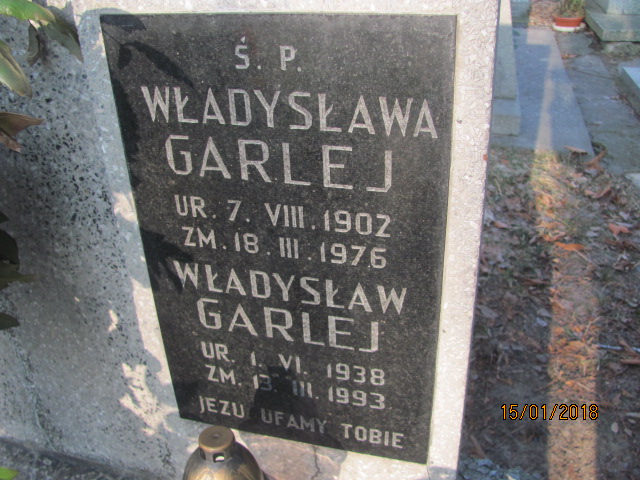 Ś. P.
WŁADYSŁAWA
GARLEJ
UR. 7. VIII. 1902
ZM. 18. III. 1976
WŁADYSŁAW
GARLEJ
UR. 1. VI. 1938
ZM. 13. III. 1993
JEZU UFAMY TOBIE
15/01/2018